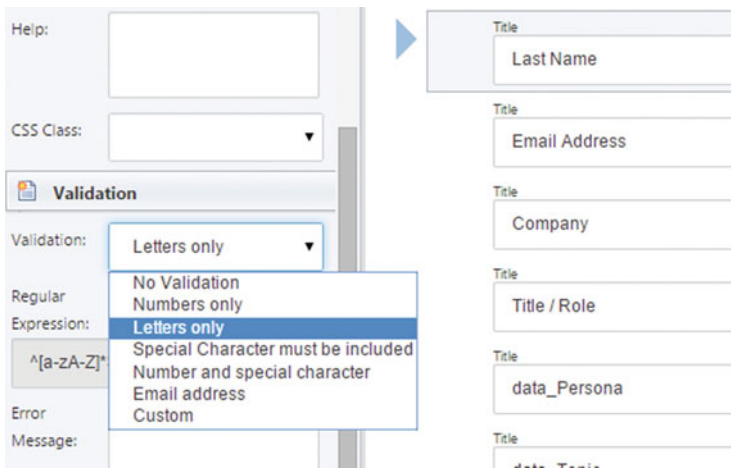 Help:
CSS Class:
Validation
Validation:
Letters only
No Validation
Numbers only
Letters only
Special Character must be included
Number and special character
Email address
Custom
Regular
Expression:
^[a-zA-Z]*
Error
Message:
Title
Last Name
Title
Email Address
Title
Company
Title
Title / Role
Title
data_Persona
Title